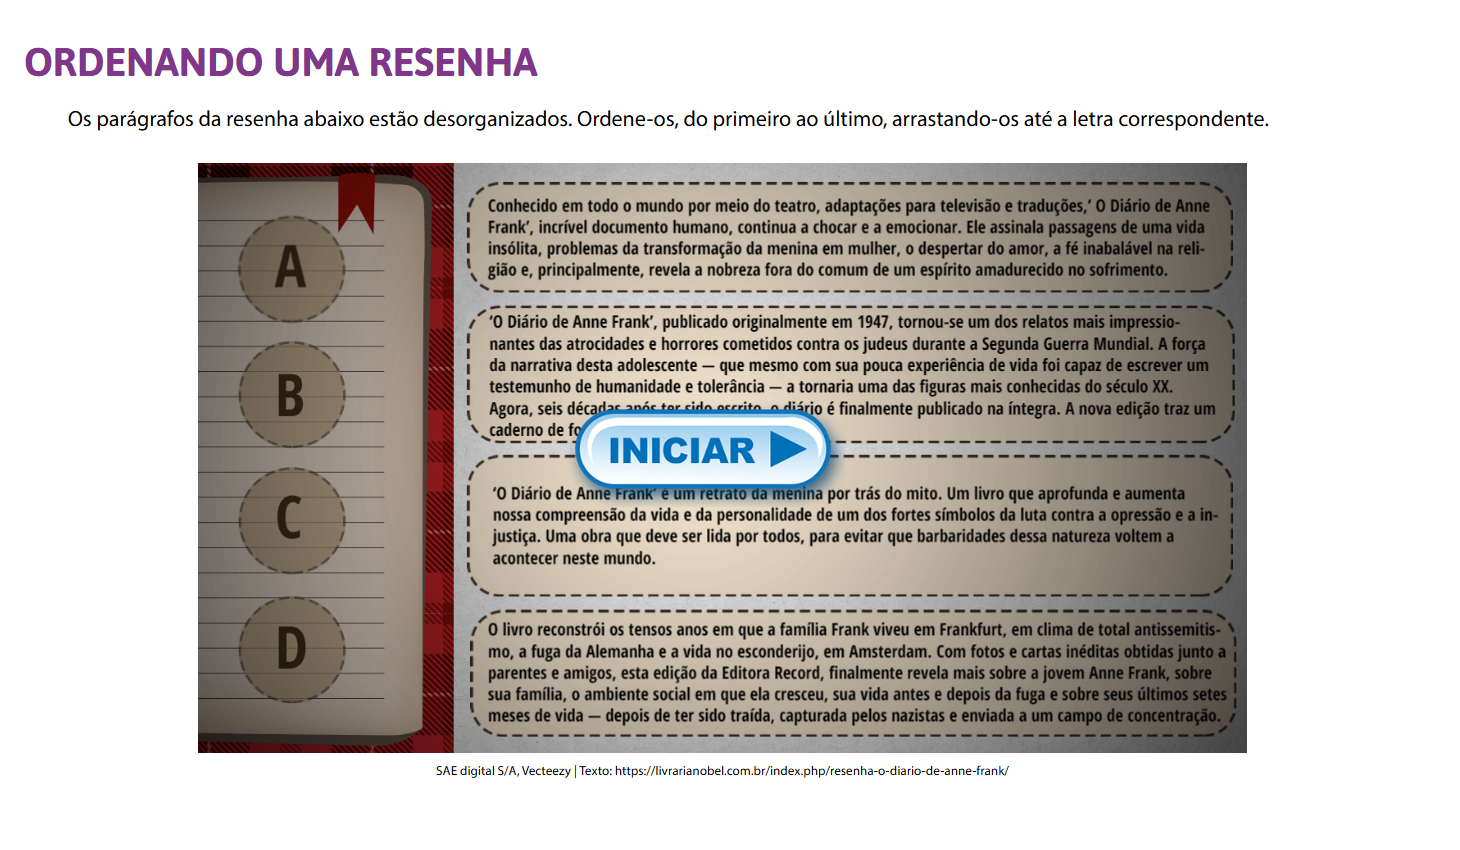 ORDENANDO UMA RESENHA
Os parágrafos da resenha abaixo estão desorganizados. Ordene-os, do primeiro ao último, arrastando-os até a letra correspondente.
A
B
C
D
Conhecido em todo o mundo por meio do teatro, adaptações para televisão e traduções,’ O Diário de Anne
Frank’, incrível documento humano, continua a chocar e a emocionar. Ele assinala passagens de uma vida
insólita, problemas da transformação da menina em mulher, o despertar do amor, a fé inabalável na reli-
gião e, principalmente, revela a nobreza fora do comum de um espírito amadurecido no sofrimento.
‘O Diário de Anne Frank’, publicado originalmente em 1947, tornou-se um dos relatos mais impressio-
nantes das atrocidades e horrores cometidos contra os judeus durante a Segunda Guerra Mundial. A força
da narrativa desta adolescente — que mesmo com sua pouca experiência de vida foi capaz de escrever um
testemunho de humanidade e tolerância — a tornaria uma das figuras mais conhecidas do século XX.
Agora, seis décadas após ter sido escrito, o diário é finalmente publicado na íntegra. A nova edição traz um
caderno de
INICIAR
‘O Diário de Anne Frank’ é um retrato da menina por trás do mito. Um livro que aprofunda e aumenta
nossa compreensão da vida e da personalidade de um dos fortes símbolos da luta contra a opressão e a in-
justiça. Uma obra que deve ser lida por todos, para evitar que barbaridades dessa natureza voltem a
acontecer neste mundo.
O livro reconstrói os tensos anos em que a família Frank viveu em Frankfurt, em clima de total antissemitis-
mo, a fuga da Alemanha e a vida no esconderijo, em Amsterdam. Com fotos e cartas inéditas obtidas junto a
parentes e amigos, esta edição da Editora Record, finalmente revela mais sobre a jovem Anne Frank, sobre
sua família, o ambiente social em que ela cresceu, sua vida antes e depois da fuga e sobre seus últimos setes
meses de vida — depois de ter sido traída, capturada pelos nazistas e enviada a um campo de concentração.
SAE digital S/A, Vecteezy | Texto: https://livrarianobel.com.br/index.php/resenha-o-diario-de-anne-frank/